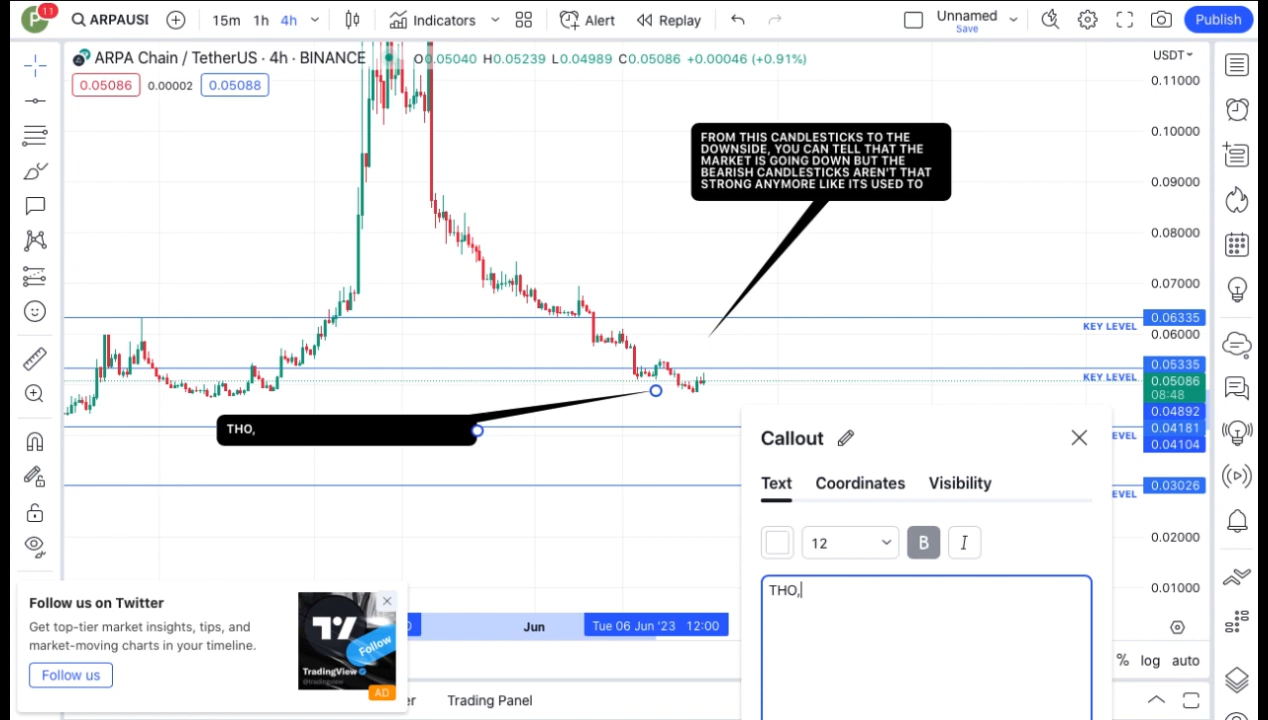 P 11 ARPAUSI 15m 1h 4h Indicators Alert Replay Unnamed Save Publish
ARPA Chain / TetherUS · 4h · BINANCE O0.05040 H0.05239 L0.04989 C0.05086 +0.00046 (+0.91%)
USDT
0.05086 0.00002 0.05088
0.11000
0.10000
0.09000
0.08000
0.07000
0.06335
KEY LEVEL
0.06000
0.05335
KEY LEVEL
0.05086
08:48
0.04892
0.04181
EVEL
0.04104
0.03026
EVEL
0.02000
0.01000
FROM THIS CANDLESTICKS TO THE
DOWNSIDE, YOU CAN TELL THAT THE
MARKET IS GOING DOWN BUT THE
BEARISH CANDLESTICKS AREN'T THAT
STRONG ANYMORE LIKE ITS USED TO
THO,
Callout
Text Coordinates Visibility
12 B I
THO,
Follow us on Twitter
Get top-tier market insights, tips, and
market-moving charts in your timeline.
Follow us
Follow
TradingView
@tradingview
AD
0 Jun Tue 06 Jun '23 12:00
% log auto
er Trading Panel